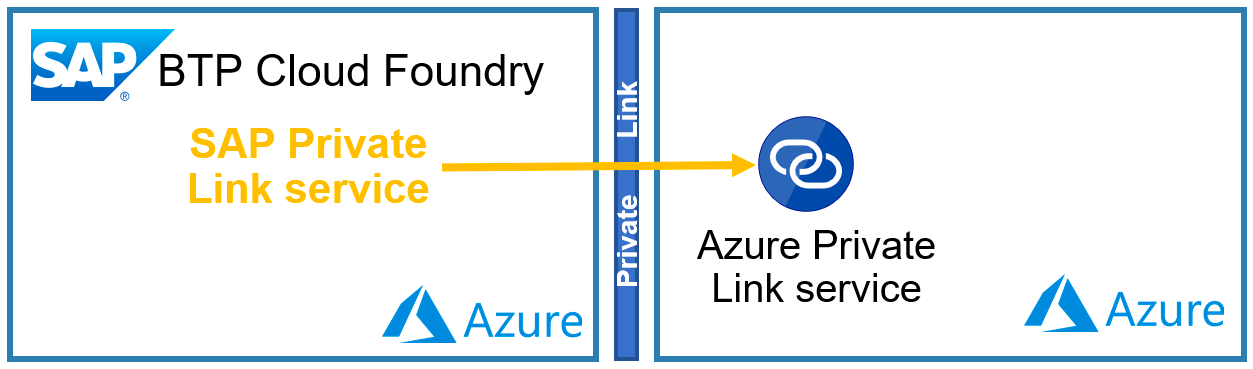 SAP
®
BTP Cloud Foundry
SAP Private
Link service
Azure
Private Link
Azure Private
Link service
Azure